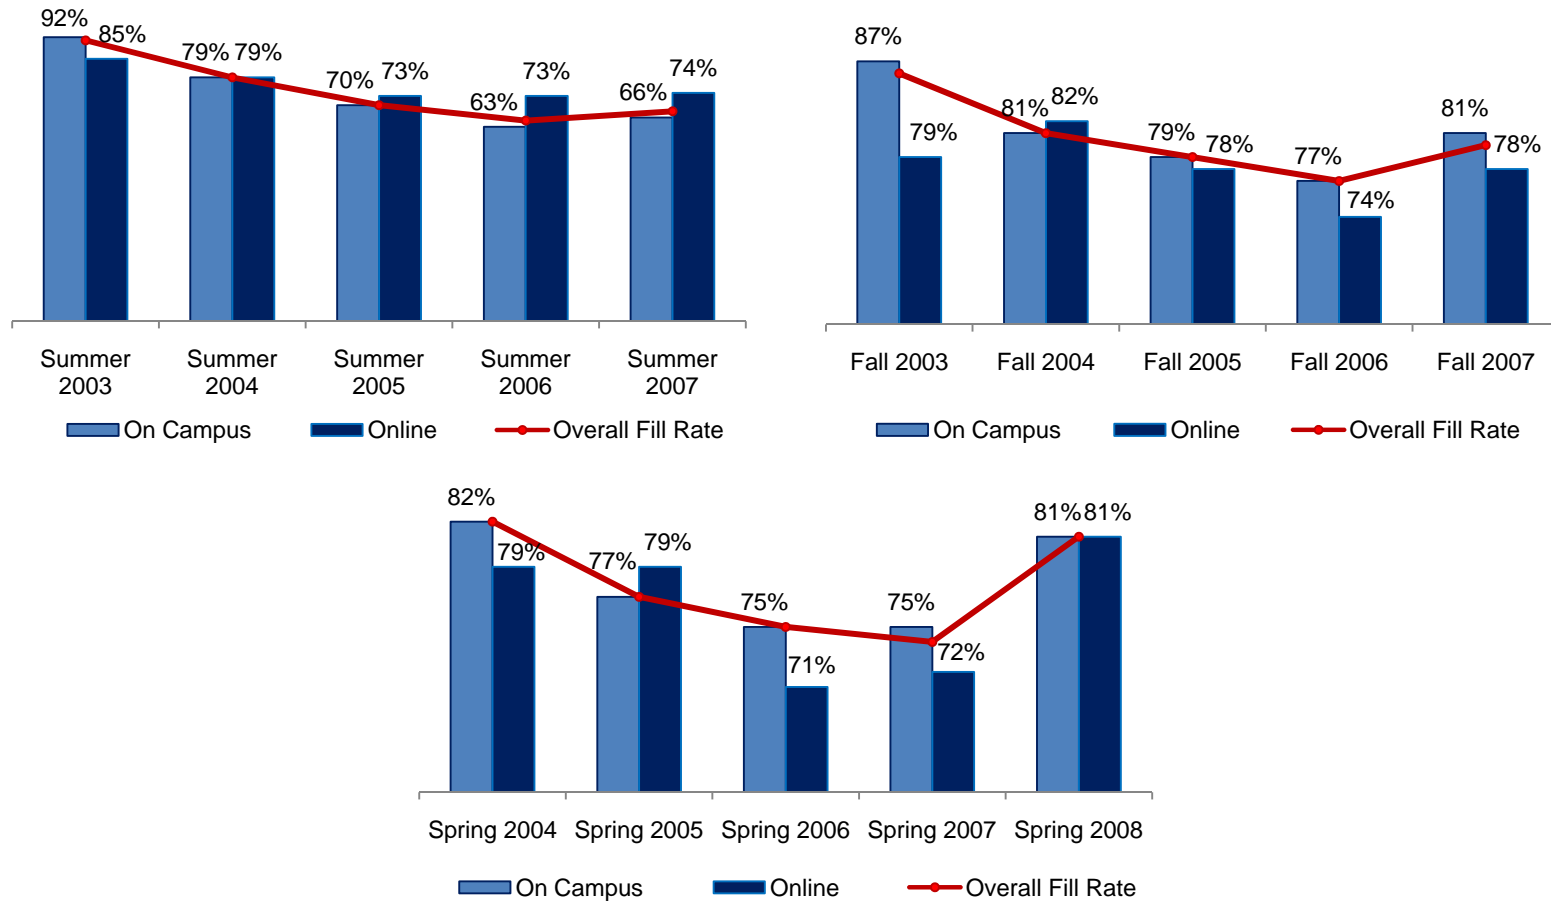 92%
85%
79% 79%
70%
73%
63%
73%
66%
74%
Summer
2003
Summer
2004
Summer
2005
Summer
2006
Summer
2007
On Campus
Online
Overall Fill Rate
87%
79%
81%
82%
79%
78%
77%
74%
81%
78%
Fall 2003
Fall 2004
Fall 2005
Fall 2006
Fall 2007
On Campus
Online
Overall Fill Rate
82%
79%
77%
79%
75%
71%
75%
72%
81% 81%
Spring 2004
Spring 2005
Spring 2006
Spring 2007
Spring 2008
On Campus
Online
Overall Fill Rate